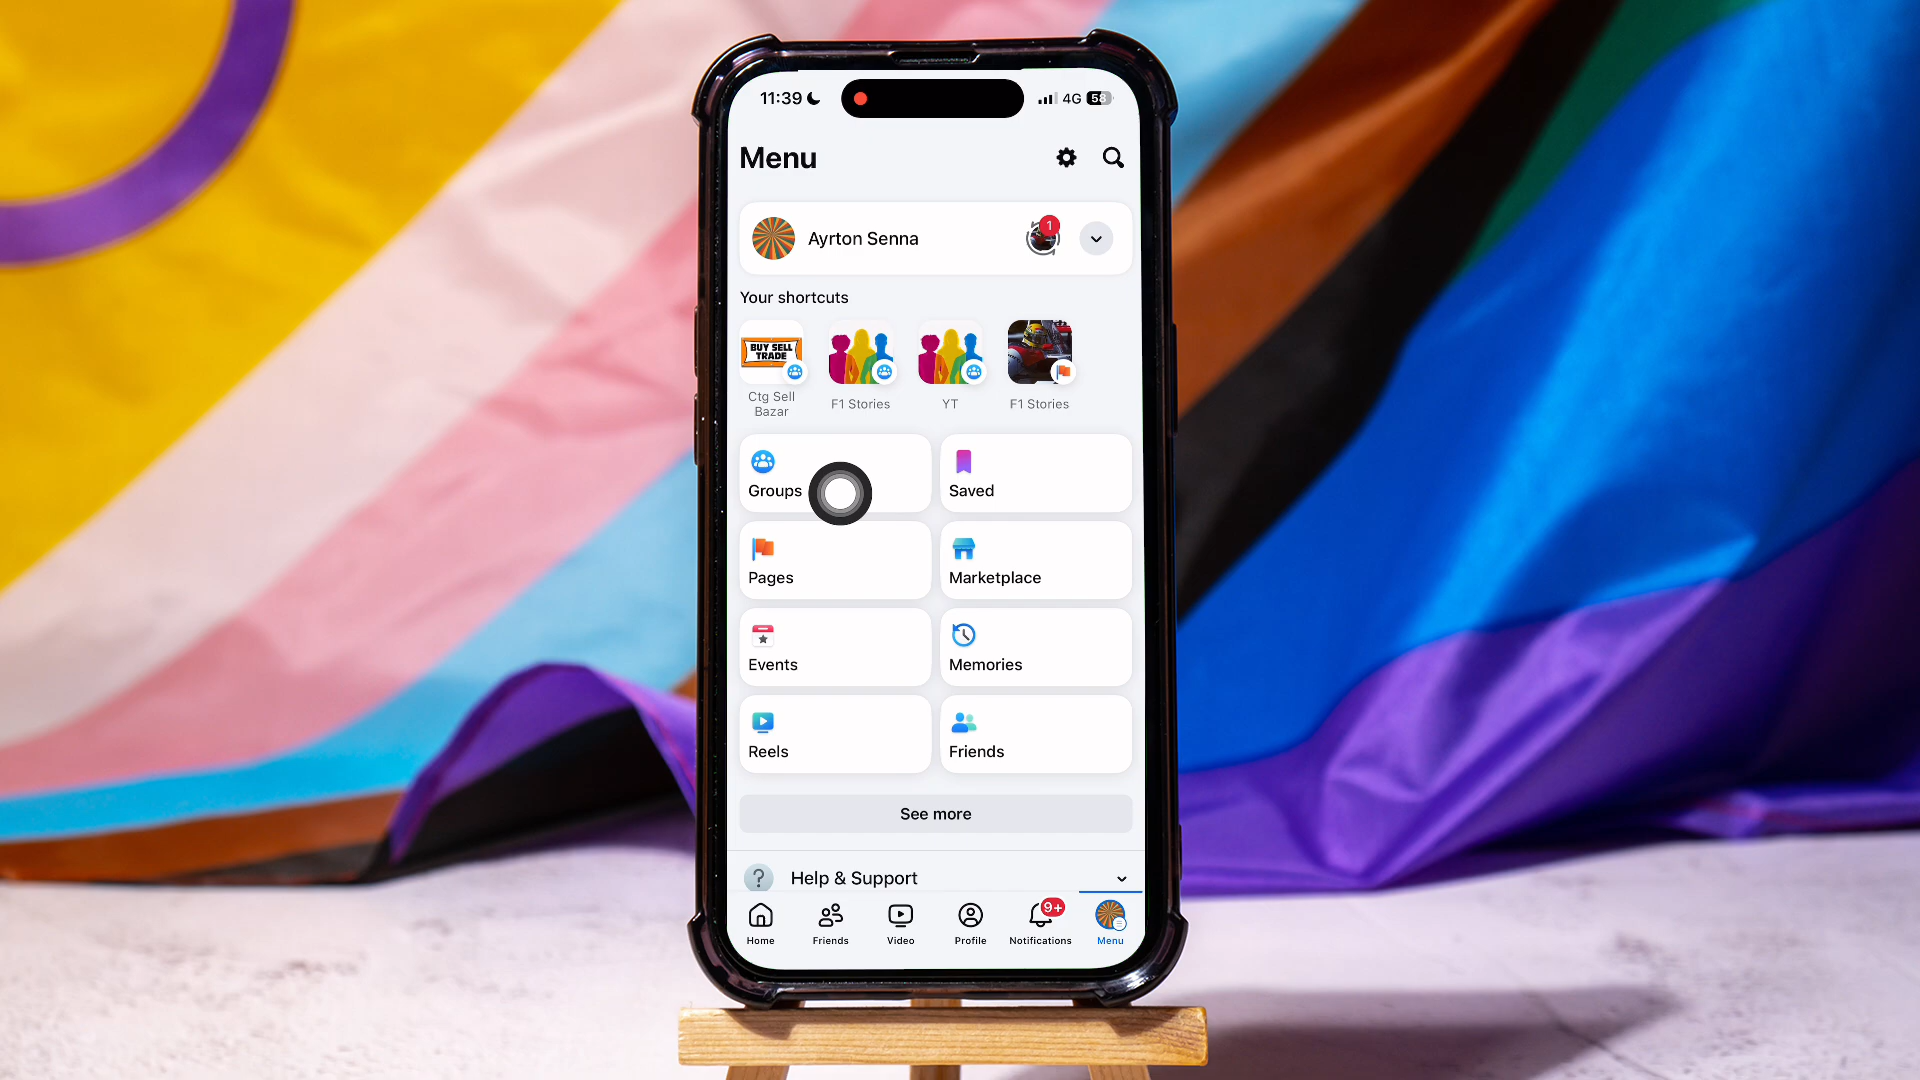 11:39
4G
58
Menu
Ayrton Senna
1
Your shortcuts
BUY SELL
TRADE
Ctg Sell
Bazar
F1 Stories
YT
F1 Stories
Groups
Saved
Pages
Marketplace
Events
Memories
Reels
Friends
See more
? Help & Support
9+
Home
Friends
Video
Profile
Notifications
Menu